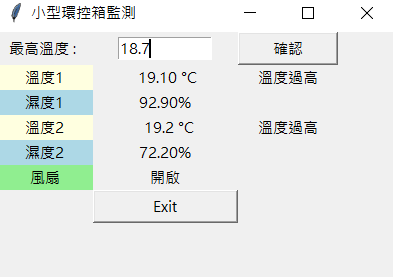 小型環控箱監測
最高溫度 : 18.7 確認
溫度1 19.10 °C 溫度過高
濕度1 92.90%
溫度2 19.2 °C 溫度過高
濕度2 72.20%
風扇 開啟
Exit